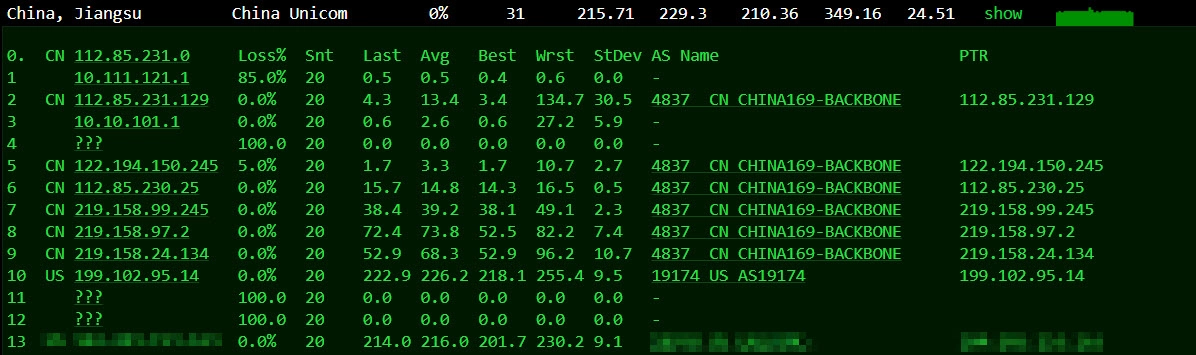 China, Jiangsu China Unicom 0% 31 215.71 229.3 210.36 349.16 24.51 show
0. CN 112.85.231.0 Loss% Snt Last Avg Best Wrst StDev AS Name PTR
1 10.111.121.1 85.0% 20 0.5 0.5 0.4 0.6 0.0 -
2 CN 112.85.231.129 0.0% 20 4.3 13.4 3.4 134.7 30.5 4837 CN CHINA169-BACKBONE 112.85.231.129
3 10.10.101.1 0.0% 20 0.6 2.6 0.6 27.2 5.9 -
4 ??? 100.0 20 0.0 0.0 0.0 0.0 0.0 -
5 CN 122.194.150.245 5.0% 20 1.7 3.3 1.7 10.7 2.7 4837 CN CHINA169-BACKBONE 122.194.150.245
6 CN 112.85.230.25 0.0% 20 15.7 14.8 14.3 16.5 0.5 4837 CN CHINA169-BACKBONE 112.85.230.25
7 CN 219.158.99.245 0.0% 20 38.4 39.2 38.1 49.1 2.3 4837 CN CHINA169-BACKBONE 219.158.99.245
8 CN 219.158.97.2 0.0% 20 72.4 73.8 52.5 82.2 7.4 4837 CN CHINA169-BACKBONE 219.158.97.2
9 CN 219.158.24.134 0.0% 20 52.9 68.3 52.9 96.2 10.7 4837 CN CHINA169-BACKBONE 219.158.24.134
10 US 199.102.95.14 0.0% 20 222.9 226.2 218.1 255.4 9.5 19174 US AS19174 199.102.95.14
11 ??? 100.0 20 0.0 0.0 0.0 0.0 0.0 -
12 ??? 100.0 20 0.0 0.0 0.0 0.0 0.0 -
13 0.0% 20 214.0 216.0 201.7 230.2 9.1